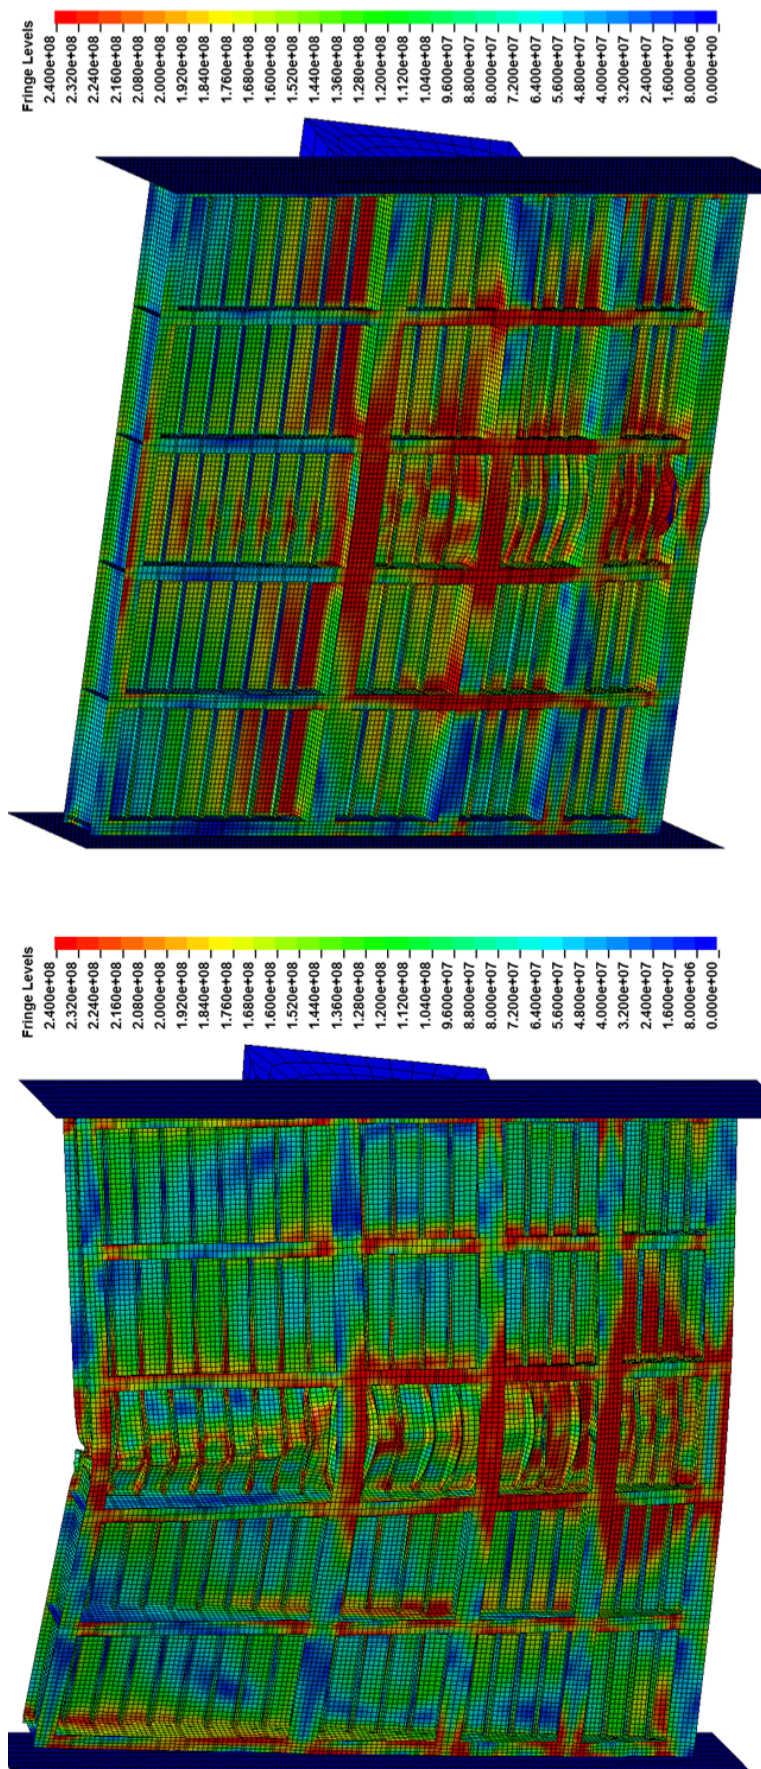 Fringe Levels
2.400e+08
2.320e+08
2.240e+08
2.160e+08
2.080e+08
2.000e+08
1.920e+08
1.840e+08
1.760e+08
1.680e+08
1.520e+08
1.440e+08
1.360e+08
1.280e+08
1.200e+08
1.120e+08
1.040e+08
9.600e+07
8.800e+07
8.000e+07
7.200e+07
6.400e+07
5.600e+07
4.800e+07
4.000e+07
3.200e+07
2.400e+07
1.600e+07
8.000e+06
0.000e+00
Fringe Levels
2.400e+08
2.320e+08
2.240e+08
2.160e+08
2.080e+08
2.000e+08
1.920e+08
1.840e+08
1.760e+08
1.680e+08
1.520e+08
1.440e+08
1.360e+08
1.280e+08
1.200e+08
1.120e+08
1.040e+08
9.600e+07
8.800e+07
8.000e+07
7.200e+07
6.400e+07
5.600e+07
4.800e+07
4.000e+07
3.200e+07
2.400e+07
1.600e+07
8.000e+06
0.000e+00